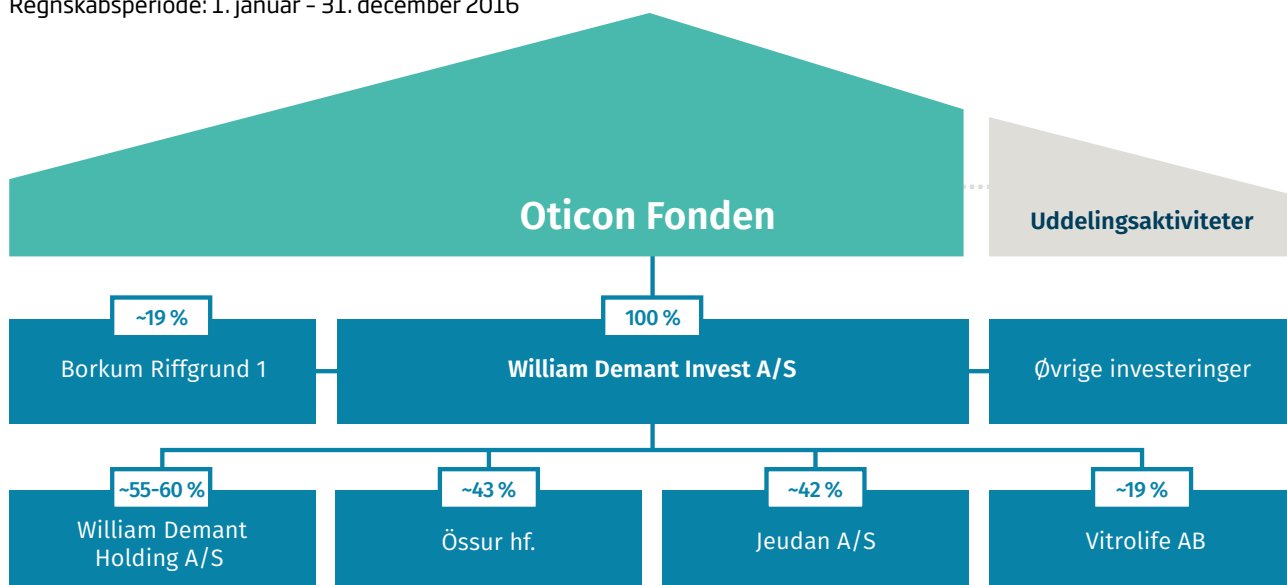 Regnskabsperiode: 1. januar – 31. december 2016
Oticon Fonden
Uddelingsaktiviteter
~19 %
100 %
Borkum Riffgrund 1
William Demant Invest A/S
Øvrige investeringer
~55-60 %
~43 %
~42 %
~19 %
William Demant
Holding A/S
Össur hf.
Jeudan A/S
Vitrolife AB